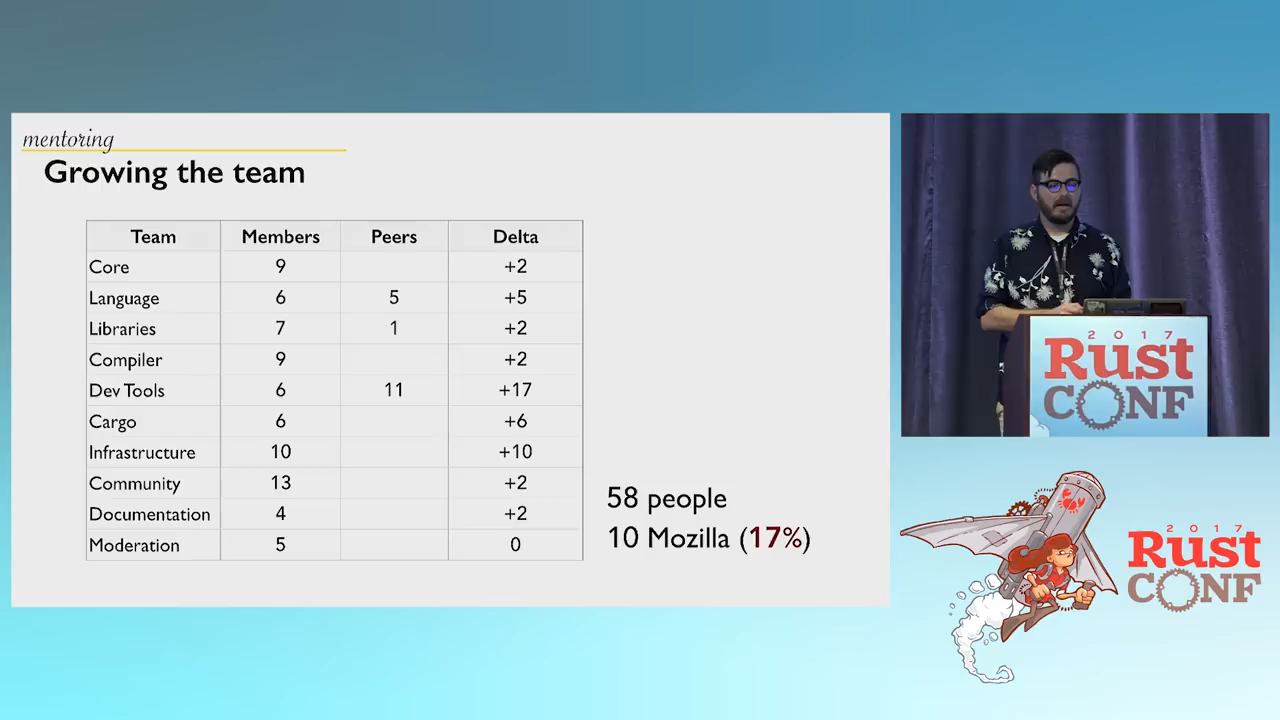 mentoring
Growing the team
Team Members Peers Delta
Core 9 +2
Language 6 5 +5
Libraries 7 1 +2
Compiler 9 +2
Dev Tools 6 11 +17
Cargo 6 +6
Infrastructure 10 +10
Community 13 +2
Documentation 4 +2
Moderation 5 0
58 people
10 Mozilla (17%)
2017
Rust
CONF
2017
Rust
CONF